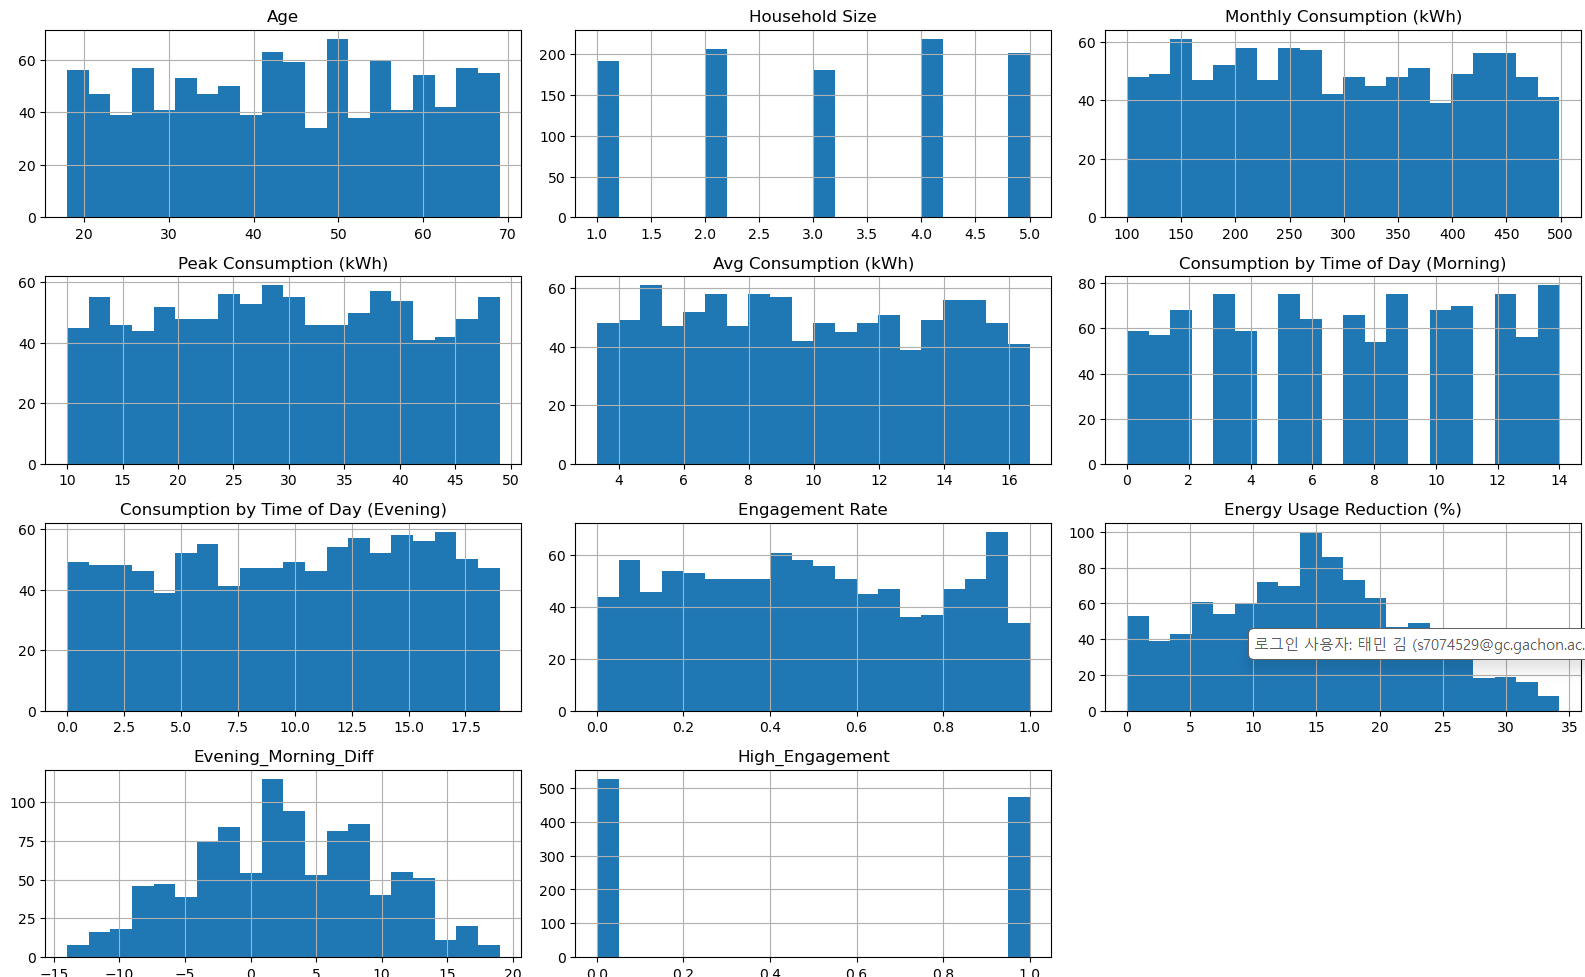 Age
60
40
20
0
20 30 40 50 60 70
Household Size
200
150
100
50
0
1.0 1.5 2.0 2.5 3.0 3.5 4.0 4.5 5.0
Monthly Consumption (kWh)
60
40
20
0
100 150 200 250 300 350 400 450 500
Peak Consumption (kWh)
60
40
20
0
10 15 20 25 30 35 40 45 50
Avg Consumption (kWh)
60
40
20
0
4 6 8 10 12 14 16
Consumption by Time of Day (Morning)
80
60
40
20
0
0 2 4 6 8 10 12 14
Consumption by Time of Day (Evening)
60
40
20
0
0.0 2.5 5.0 7.5 10.0 12.5 15.0 17.5
Engagement Rate
60
40
20
0
0.0 0.2 0.4 0.6 0.8 1.0
Energy Usage Reduction (%)
100
80
60
40
20
0
로그인 사용자: 태민 김 (s7074529@gc.gachon.ac.
0 5 10 15 20 25 30 35
Evening_Morning_Diff
100
75
50
25
0
−15 −10 −5 0 5 10 15 20
High_Engagement
500
400
300
200
100
0
0.0 0.2 0.4 0.6 0.8 1.0